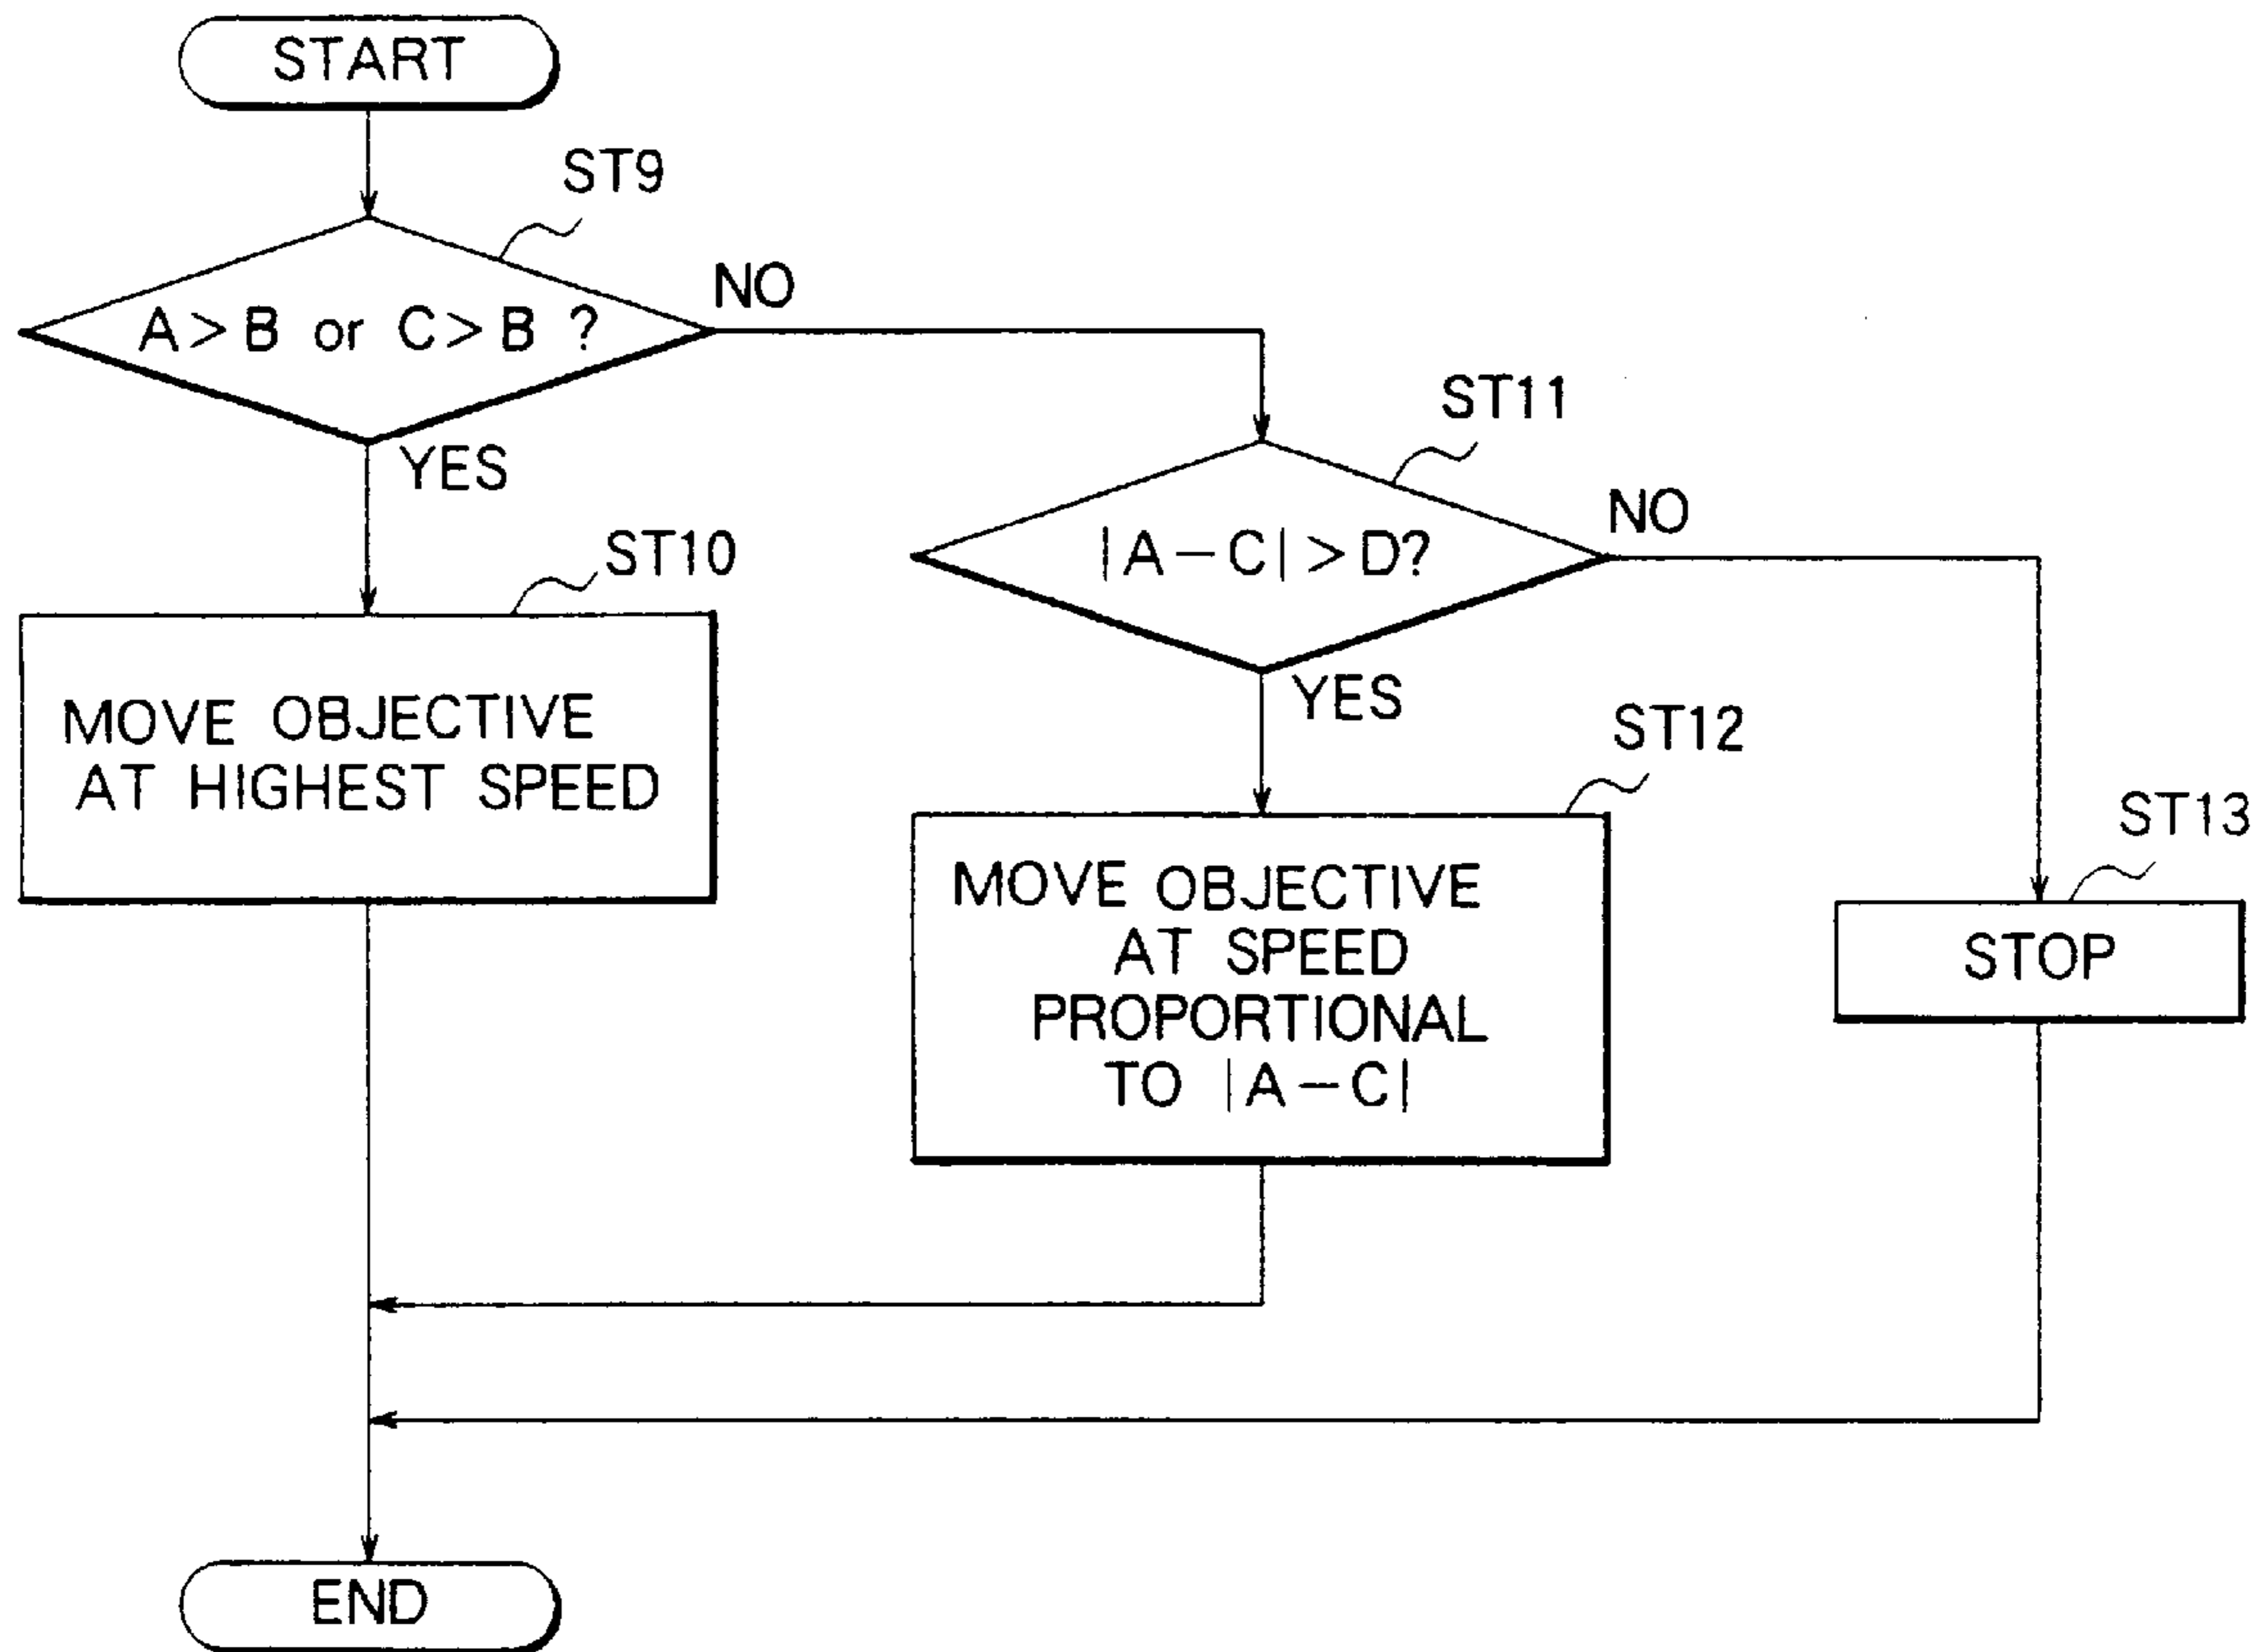 START
ST9
A>B or C>B ?
NO
YES
ST11
|A-C|>D?
NO
YES
ST10
MOVE OBJECTIVE
AT HIGHEST SPEED
ST12
MOVE OBJECTIVE
AT SPEED
PROPORTIONAL
TO |A-C|
ST13
STOP
END